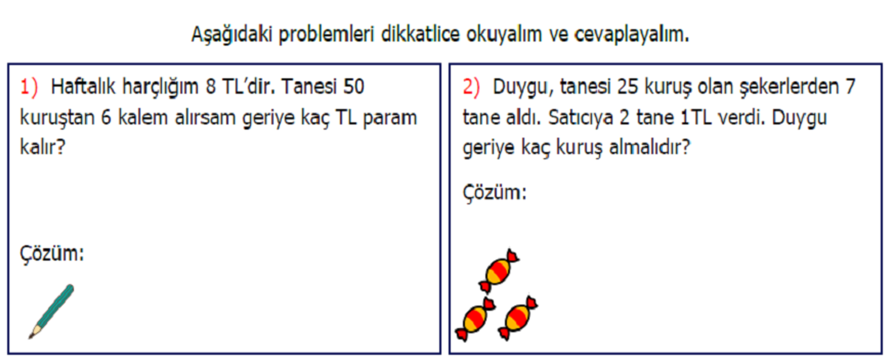 Aşağıdaki problemleri dikkatlice okuyalım ve cevaplayalım.
1) Haftalık harçlığım 8 TL’dir. Tanesi 50
kuruştan 6 kalem alırsam geriye kaç TL param
kalır?
Çözüm:
2) Duygu, tanesi 25 kuruş olan şekerlerden 7
tane aldı. Satıcıya 2 tane 1TL verdi. Duygu
geriye kaç kuruş almalıdır?
Çözüm: